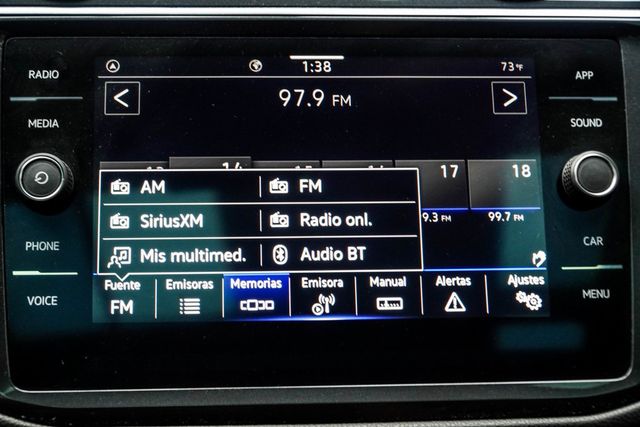 RADIO
MEDIA
PHONE
VOICE
1:38
73°F
<
97.9 FM
>
14
17
18
AM
FM
SiriusXM
Radio onl.
Mis multimed.
Audio BT
9.3 FM
99.7 FM
Fuente
FM
Emisoras
Memorias
Emisora
Manual
Alertas
Ajustes
APP
SOUND
CAR
MENU